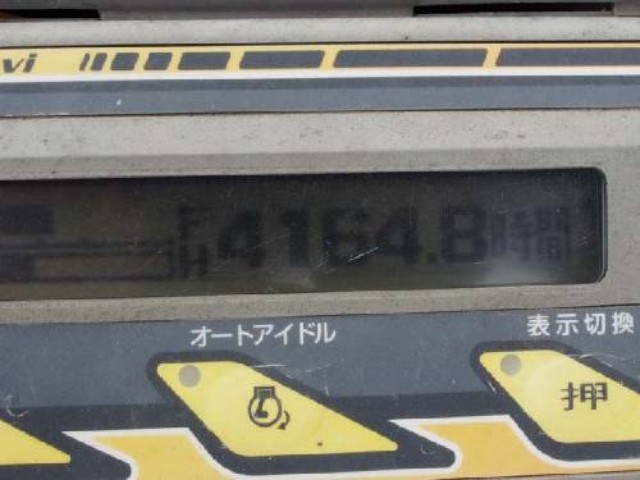 vi
F
H 4164.8時間
オートアイドル
表示切換
押